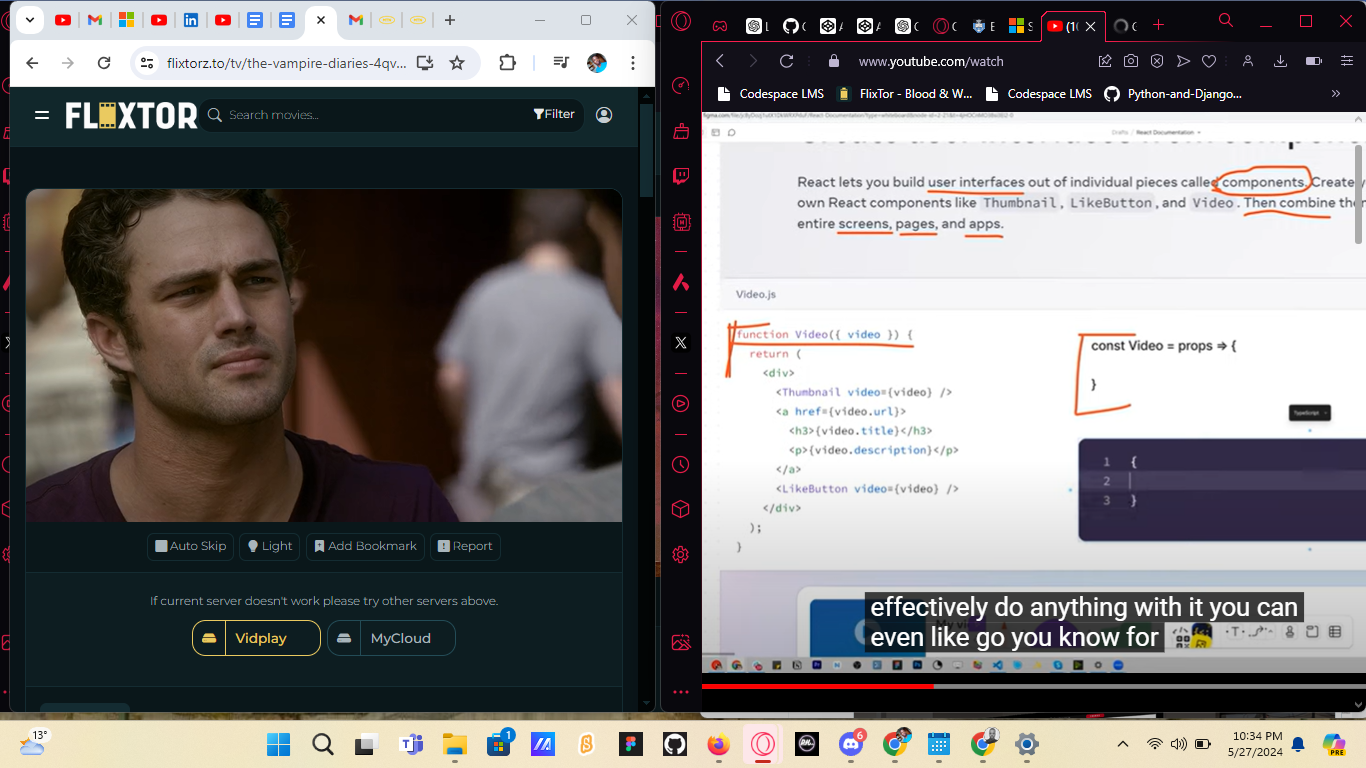 flixtorz.to/tv/the-vampire-diaries-4qv...
FLIXTOR
Search movies...
Filter
Auto Skip
Light
Add Bookmark
Report
If current server doesn't work please try other servers above.
Vidplay
MyCloud
www.youtube.com/watch
Codespace LMS
FlixTor - Blood & W...
Codespace LMS
Python-and-Django...
»
Drafts / React Documentation
React lets you build user interfaces out of individual pieces called components. Create
own React components like Thumbnail, LikeButton, and Video. Then combine
entire screens, pages, and apps.
Video.js
function Video({ video }) {
return (
<div>
<Thumbnail video={video} />
<a href={video.url}>
<h3>{video.title}</h3>
<p>{video.description}</p>
</a>
<LikeButton video={video} />
</div>
);
}
const Video = props => {
}
TypeScript
1 {
2
3 }
effectively do anything with it you can
even like go you know for
13°
1
6
10:34 PM
5/27/2024
PRE